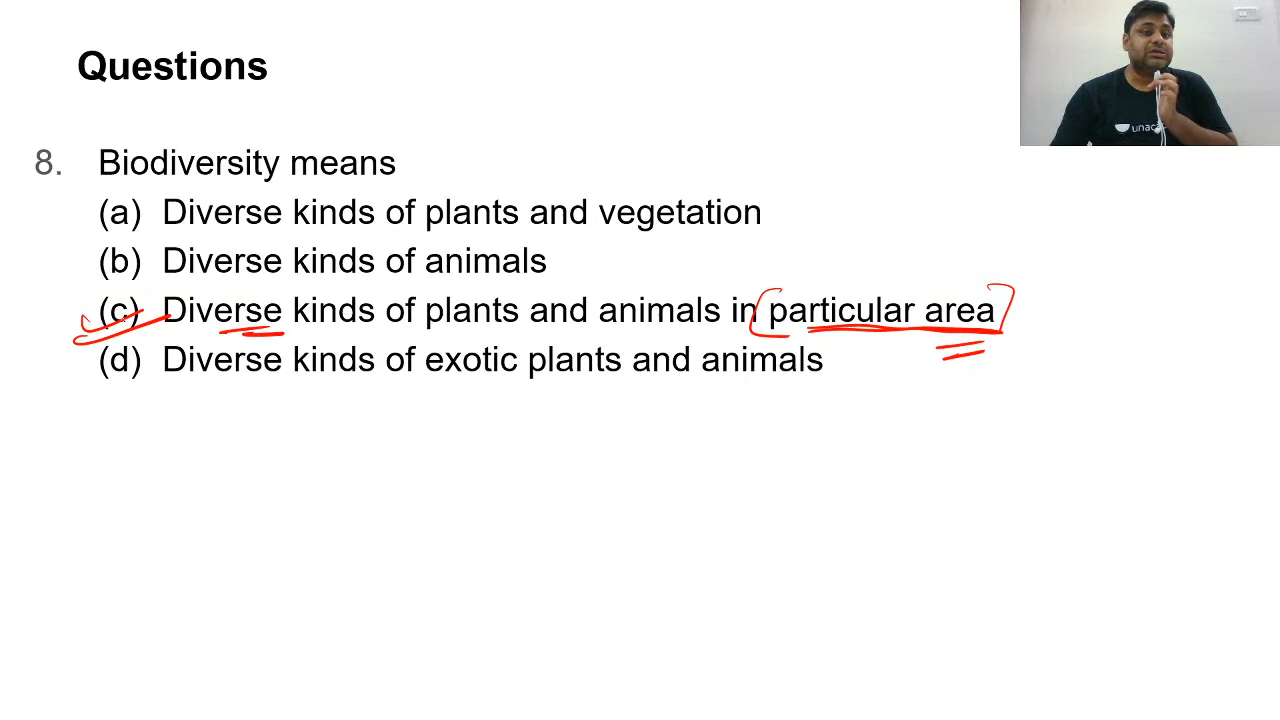 Questions
8. Biodiversity means
(a) Diverse kinds of plants and vegetation
(b) Diverse kinds of animals
(c) Diverse kinds of plants and animals in particular area
(d) Diverse kinds of exotic plants and animals